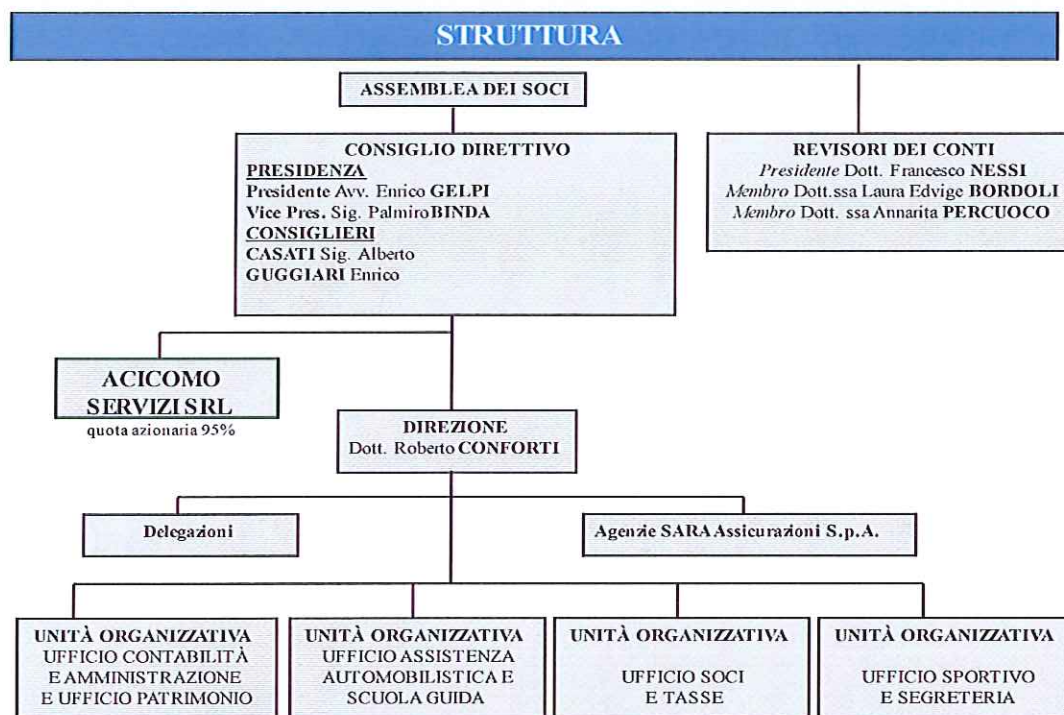 STRUTTURA
ASSEMBLEA DEI SOCI
CONSIGLIO DIRETTIVO
PRESIDENZA
Presidente Avv. Enrico GELPI
Vice Pres. Sig. Palmiro BINDA
CONSIGLIERI
CASATI Sig. Alberto
GUGGIARI Enrico
REVISORI DEI CONTI
Presidente Dott. Francesco NESSI
Membro Dott.ssa Laura Edvige BORDOLI
Membro Dott. ssa Annarita PERCUOCO
ACICOMO
SERVIZI SRL
quota azionaria 95%
DIREZIONE
Dott. Roberto CONFORTI
Delegazioni
Agenzie SARA Assicurazioni S.p.A.
UNITÀ ORGANIZZATIVA
UFFICIO CONTABILITÀ
E AMMINISTRAZIONE
E UFFICIO PATRIMONIO
UNITÀ ORGANIZZATIVA
UFFICIO ASSISTENZA
AUTOMOBILISTICA E
SCUOLA GUIDA
UNITÀ ORGANIZZATIVA
UFFICIO SOCI
E TASSE
UNITÀ ORGANIZZATIVA
UFFICIO SPORTIVO
E SEGRETERIA